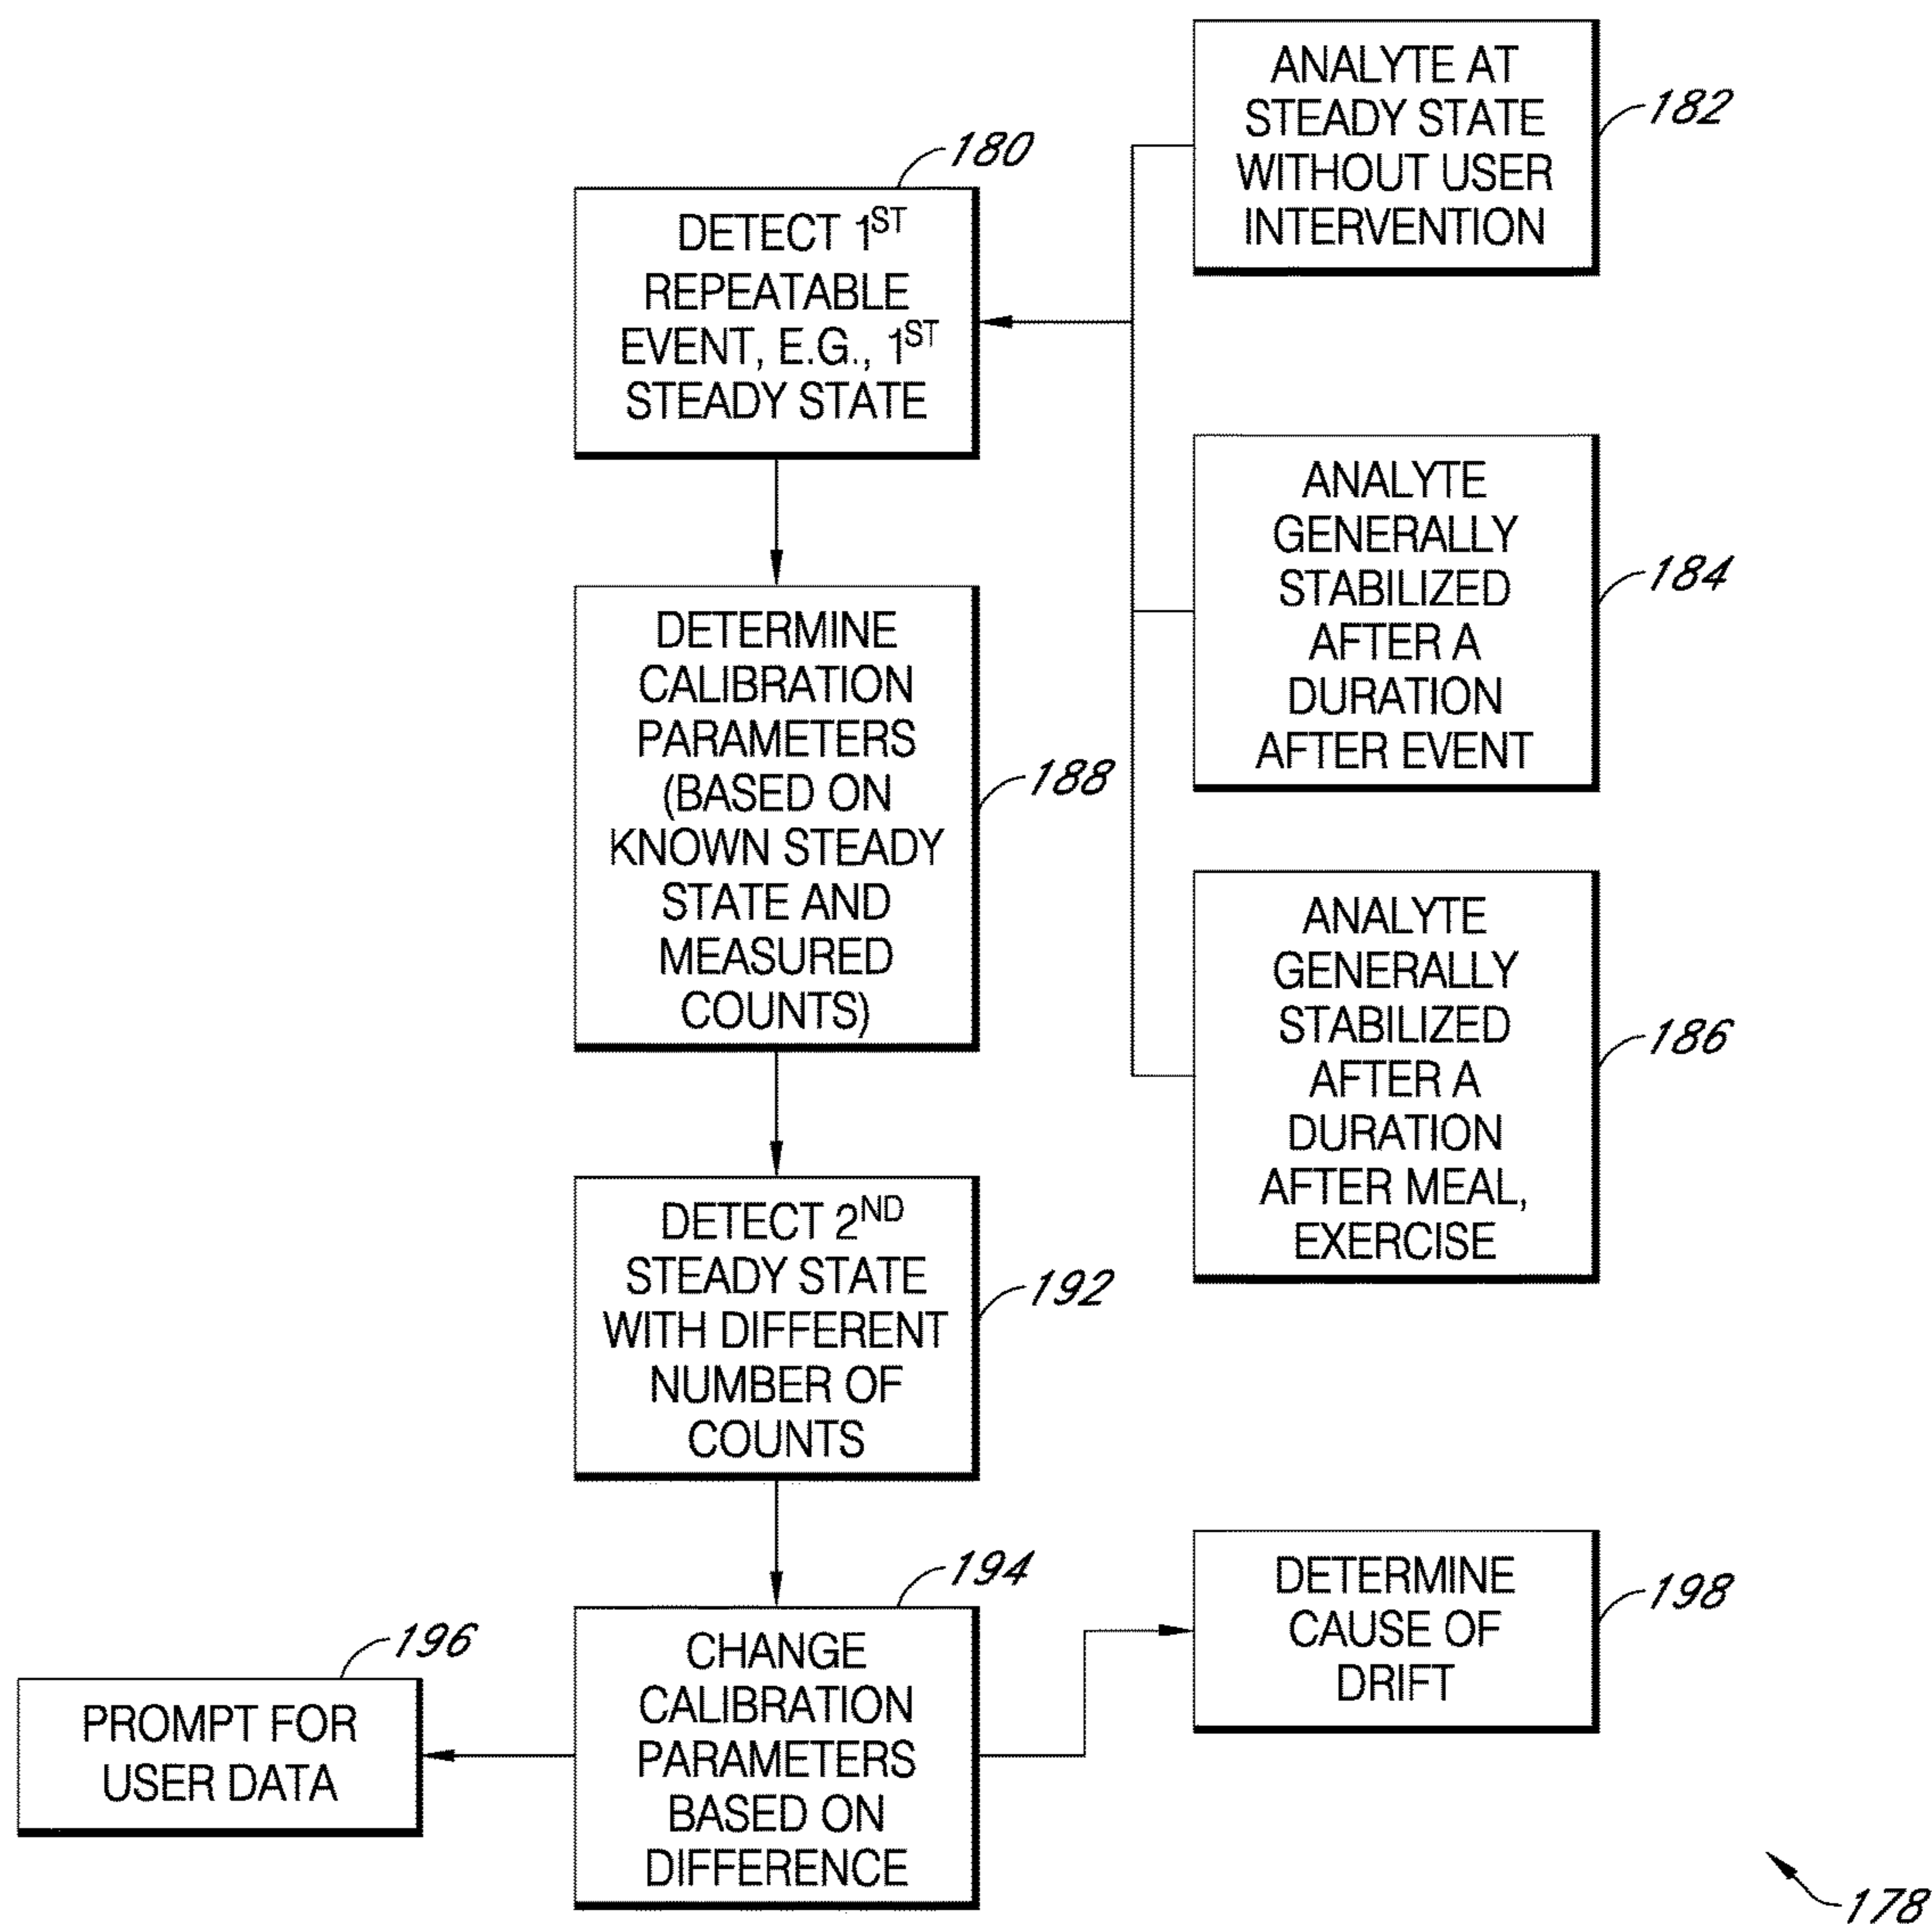 180
DETECT 1ST
REPEATABLE
EVENT, E.G., 1ST
STEADY STATE
ANALYTE AT
STEADY STATE
WITHOUT USER
INTERVENTION
182
ANALYTE
GENERALLY
STABILIZED
AFTER A
DURATION
AFTER EVENT
184
ANALYTE
GENERALLY
STABILIZED
AFTER A
DURATION
AFTER MEAL,
EXERCISE
186
DETERMINE
CALIBRATION
PARAMETERS
(BASED ON
KNOWN STEADY
STATE AND
MEASURED
COUNTS)
188
DETECT 2ND
STEADY STATE
WITH DIFFERENT
NUMBER OF
COUNTS
192
194
CHANGE
CALIBRATION
PARAMETERS
BASED ON
DIFFERENCE
196
PROMPT FOR
USER DATA
DETERMINE
CAUSE OF
DRIFT
198
178